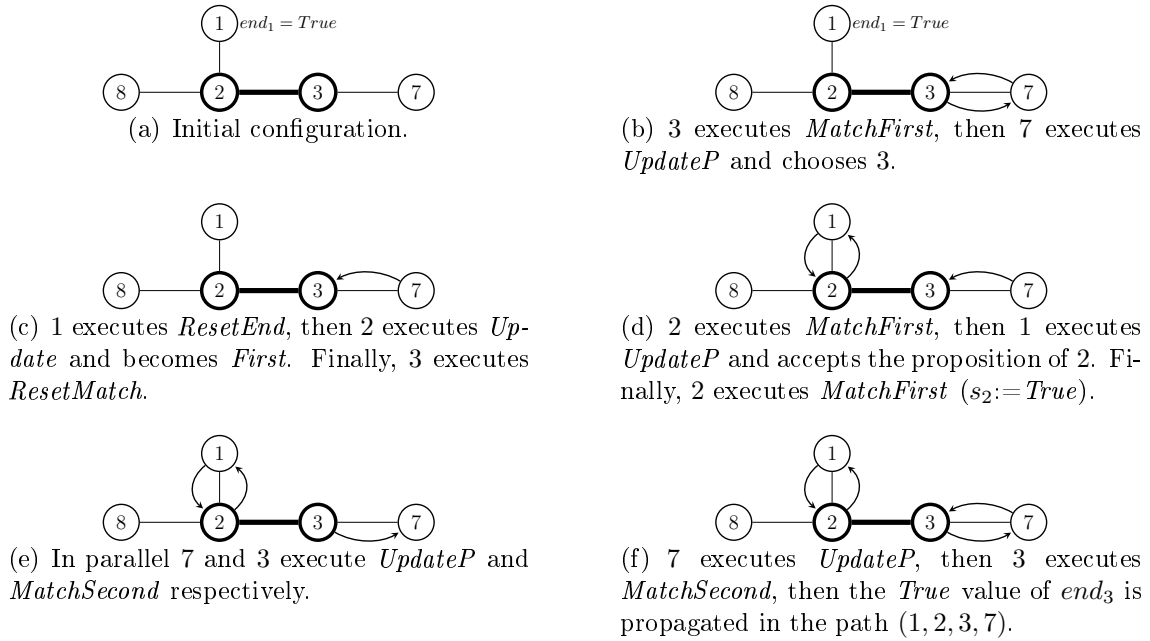 1 end₁ = True
8 2 3 7
(a) Initial configuration.
1 end₁ = True
8 2 3 7
(b) 3 executes MatchFirst, then 7 executes
UpdateP and chooses 3.
1
8 2 3 7
(c) 1 executes ResetEnd, then 2 executes Up-
date and becomes First. Finally, 3 executes
ResetMatch.
1
8 2 3 7
(d) 2 executes MatchFirst, then 1 executes
UpdateP and accepts the proposition of 2. Fi-
nally, 2 executes MatchFirst (s₂:=True).
1
8 2 3 7
(e) In parallel 7 and 3 execute UpdateP and
MatchSecond respectively.
1
8 2 3 7
(f) 7 executes UpdateP, then 3 executes
MatchSecond, then the True value of end₃ is
propagated in the path (1, 2, 3, 7).